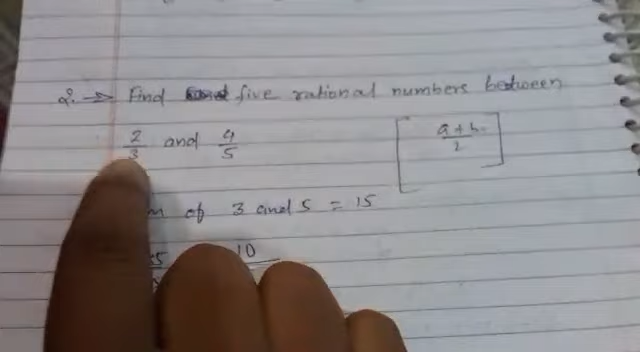 Q. → Find five rational numbers between
2/3 and 4/5
[a+b/2]
m of 3 and 5 = 15
10